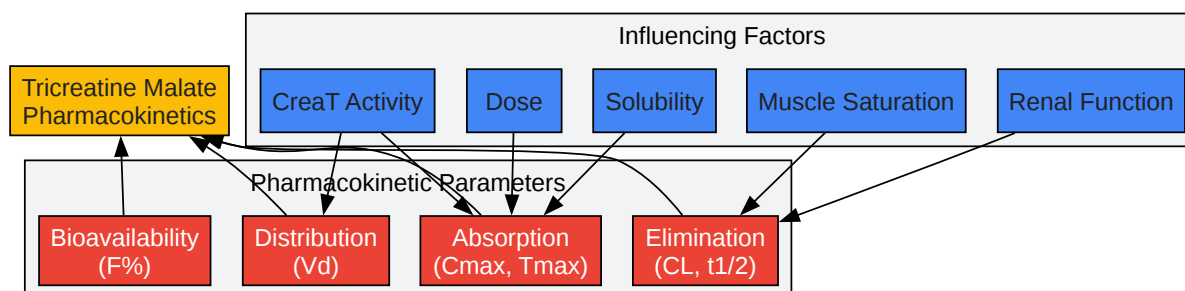 Influencing Factors
Tricreatine Malate
Pharmacokinetics
CreaT Activity
Dose
Solubility
Muscle Saturation
Renal Function
Pharmacokinetic Parameters
Bioavailability
(F%)
Distribution
(Vd)
Absorption
(Cmax, Tmax)
Elimination
(CL, t1/2)